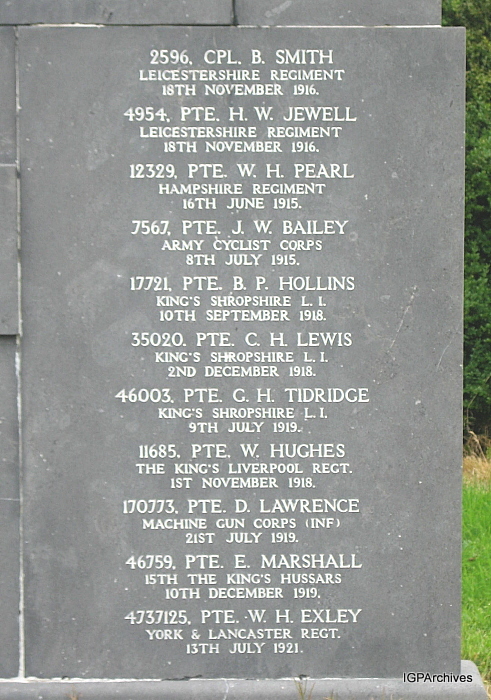 2596, CPL. B. SMITH
LEICESTERSHIRE REGIMENT
18TH NOVEMBER 1916.
4954, PTE. H. W. JEWELL
LEICESTERSHIRE REGIMENT
18TH NOVEMBER 1916.
12329, PTE. W. H. PEARL
HAMPSHIRE REGIMENT
16TH JUNE 1915.
7567, PTE. J. W. BAILEY
ARMY CYCLIST CORPS
8TH JULY 1915.
17721, PTE. B. P. HOLLINS
KING'S SHROPSHIRE L. I.
10TH SEPTEMBER 1918.
35020. PTE. C. H. LEWIS
KING'S SHROPSHIRE L. I.
2ND DECEMBER 1918.
46003, PTE. G. H. TIDRIDGE
KING'S SHROPSHIRE L. I.
9TH JULY 1919.
11685, PTE. W. HUGHES
THE KING'S LIVERPOOL REGT.
1ST NOVEMBER 1918.
170773, PTE. D. LAWRENCE
MACHINE GUN CORPS (INF)
21ST JULY 1919.
46759, PTE. E. MARSHALL
15TH THE KING'S HUSSARS
10TH DECEMBER 1919.
4737125, PTE. W. H. EXLEY
YORK & LANCASTER REGT.
13TH JULY 1921.
IGPArchives